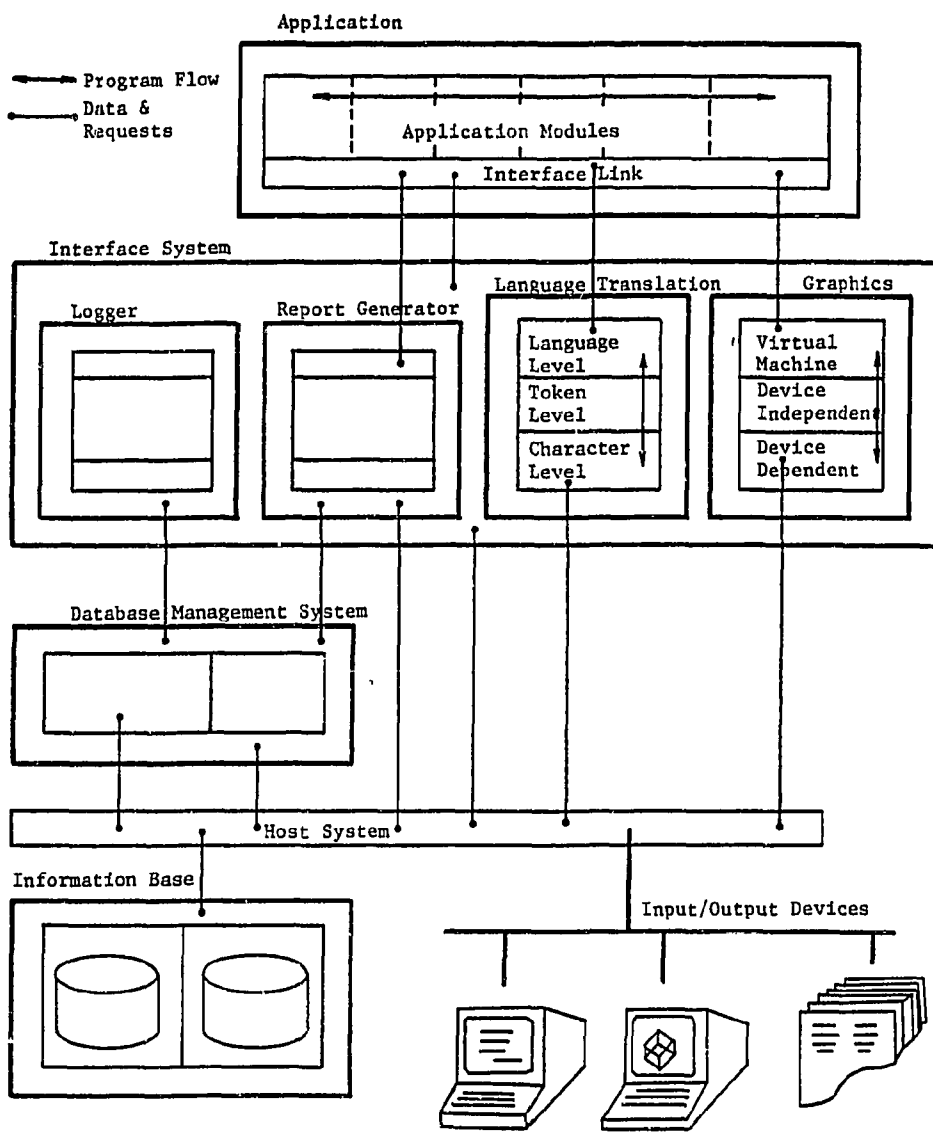 Application
Program Flow
Data &
Requests
Application Modules
Interface Link
Interface System
Logger
Report Generator
Language Translation
Graphics
Language
Level
Token
Level
Character
Level
Virtual
Machine
Device
Independent
Device
Dependent
Database Management System
Host System
Information Base
Input/Output Devices